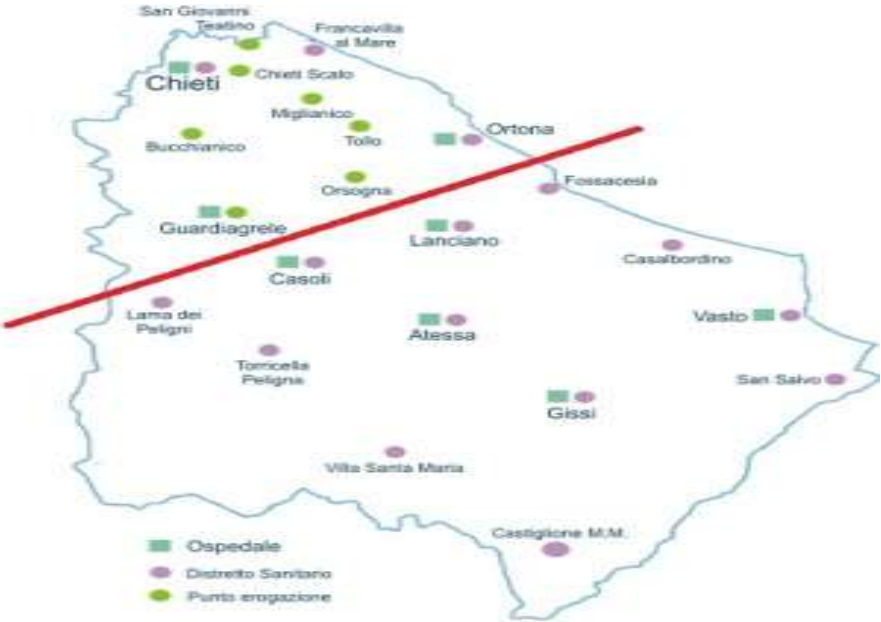 San Giovanni
Teatino
Francavilla
al Mare
Chieti
Chieti Scalo
Miglianico
Tollo
Ortona
Bucchianico
Orsogna
Fossacesia
Guardiagrele
Lanciano
Casalbordino
Casoli
Lama dei
Peligni
Atessa
Vasto
Torricella
Peligna
San Salvo
Gissi
Villa Santa Maria
Castiglione M.M.
Ospedale
Distretto Sanitario
Punto erogazione